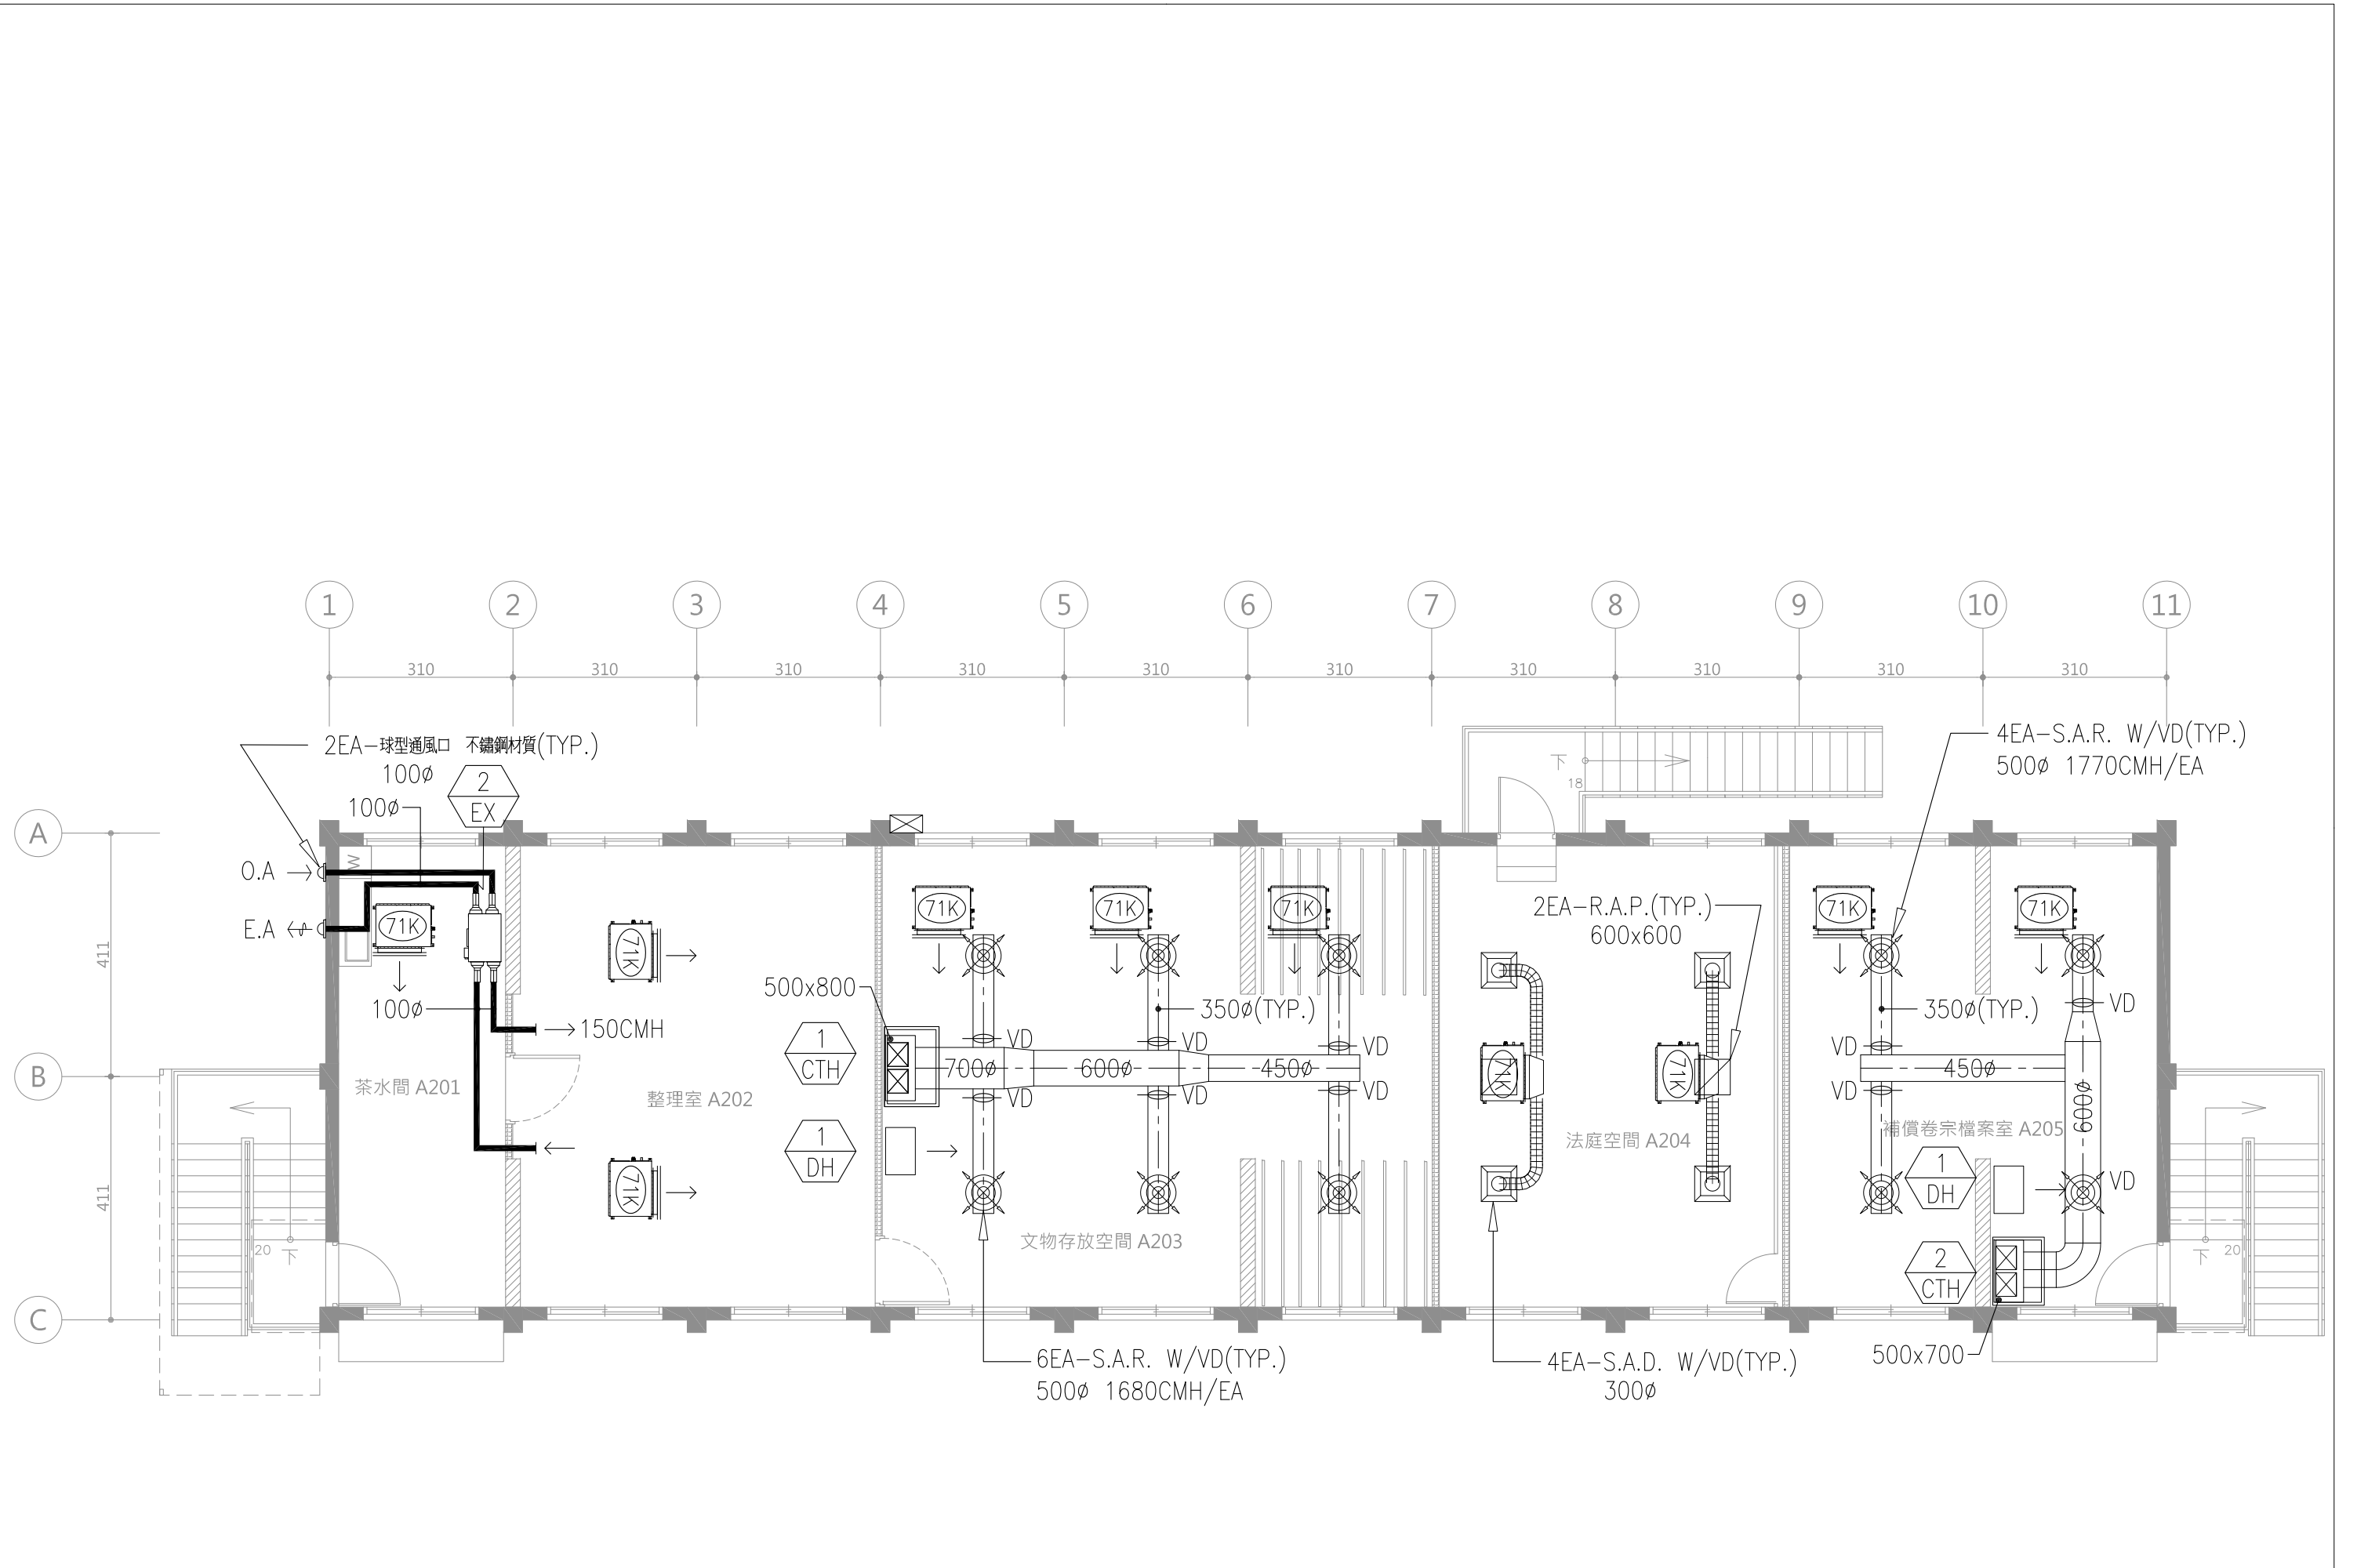 1 2 3 4 5 6 7 8 9 10 11
310 310 310 310 310 310 310 310 310 310
2EA-球型通風口 不鏽鋼材質(TYP.)
100ø
2
EX
100ø
4EA-S.A.R. W/VD(TYP.)
500ø 1770CMH/EA
下
18
A
O.A
W
E.A
71K
71K
71K
71K
71K
71K
71K
2EA-R.A.P.(TYP.)
600x600
411
500x800
100ø
150CMH
350ø(TYP.)
350ø(TYP.)
VD
VD
VD
VD
VD
1
CTH
700ø
600ø
450ø
71K
71K
450ø
600ø
B
茶水間 A201
整理室 A202
VD
VD
VD
VD
法庭空間 A204
補償卷宗檔案室 A205
1
DH
71K
1
DH
VD
411
文物存放空間 A203
20
下
2
CTH
下
20
C
6EA-S.A.R. W/VD(TYP.)
500ø 1680CMH/EA
4EA-S.A.D. W/VD(TYP.)
300ø
500x700